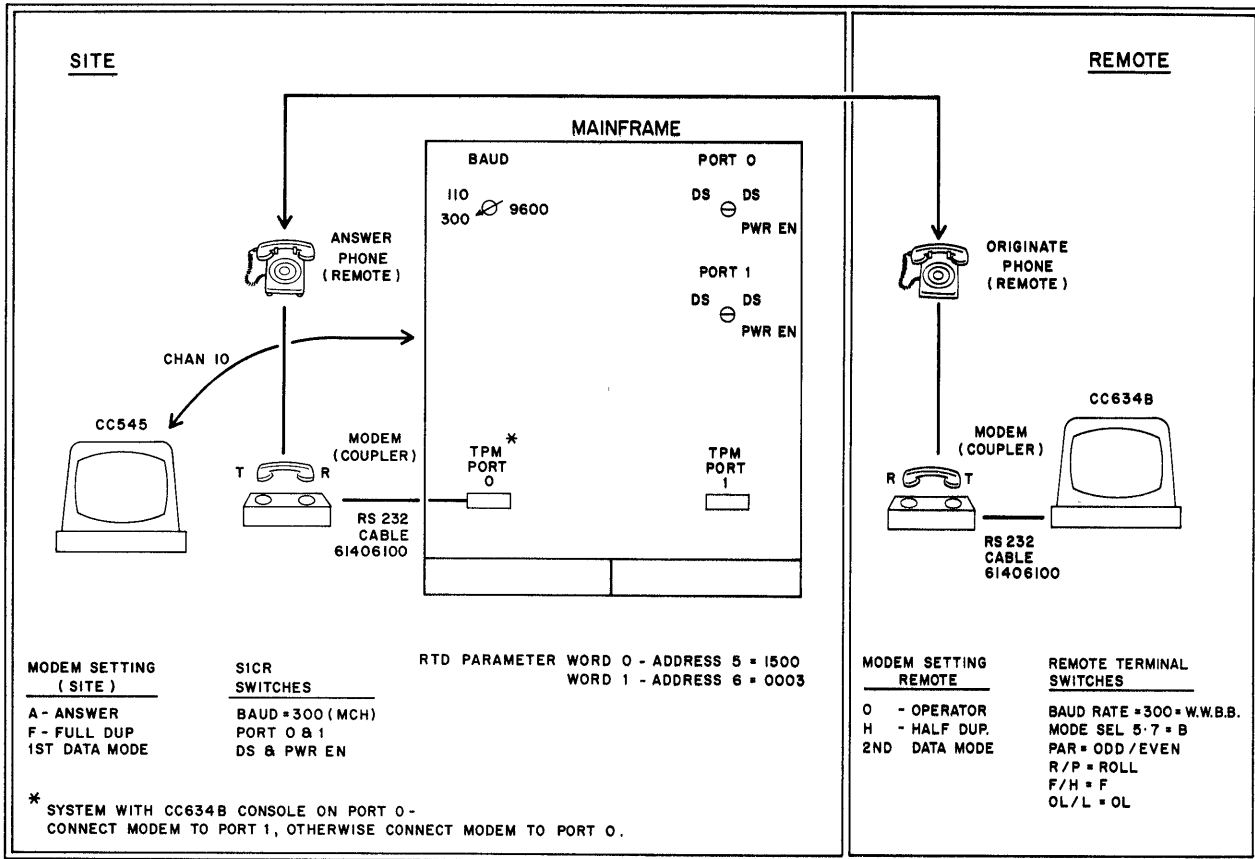 SITE
REMOTE
MAINFRAME
BAUD
110
300
9600
PORT 0
DS DS
PWR EN
PORT 1
DS DS
PWR EN
ANSWER
PHONE
(REMOTE)
ORIGINATE
PHONE
(REMOTE)
CHAN 10
CC545
MODEM
(COUPLER)
T R
RS 232
CABLE
61406100
TPM *
PORT
0
TPM
PORT
1
CC634B
MODEM
(COUPLER)
R T
RS 232
CABLE
61406100
MODEM SETTING
(SITE)
A - ANSWER
F - FULL DUP
1ST DATA MODE
SICR
SWITCHES
BAUD = 300 (MCH)
PORT 0 & 1
DS & PWR EN
RTD PARAMETER WORD 0 - ADDRESS 5 = 1500
WORD 1 - ADDRESS 6 = 0003
* SYSTEM WITH CC634B CONSOLE ON PORT 0 -
CONNECT MODEM TO PORT 1, OTHERWISE CONNECT MODEM TO PORT 0.
MODEM SETTING
REMOTE
O - OPERATOR
H - HALF DUP.
2ND DATA MODE
REMOTE TERMINAL
SWITCHES
BAUD RATE = 300 = W.W.B.B.
MODE SEL 5-7 = B
PAR = ODD / EVEN
R/P = ROLL
F/H = F
OL/L = OL